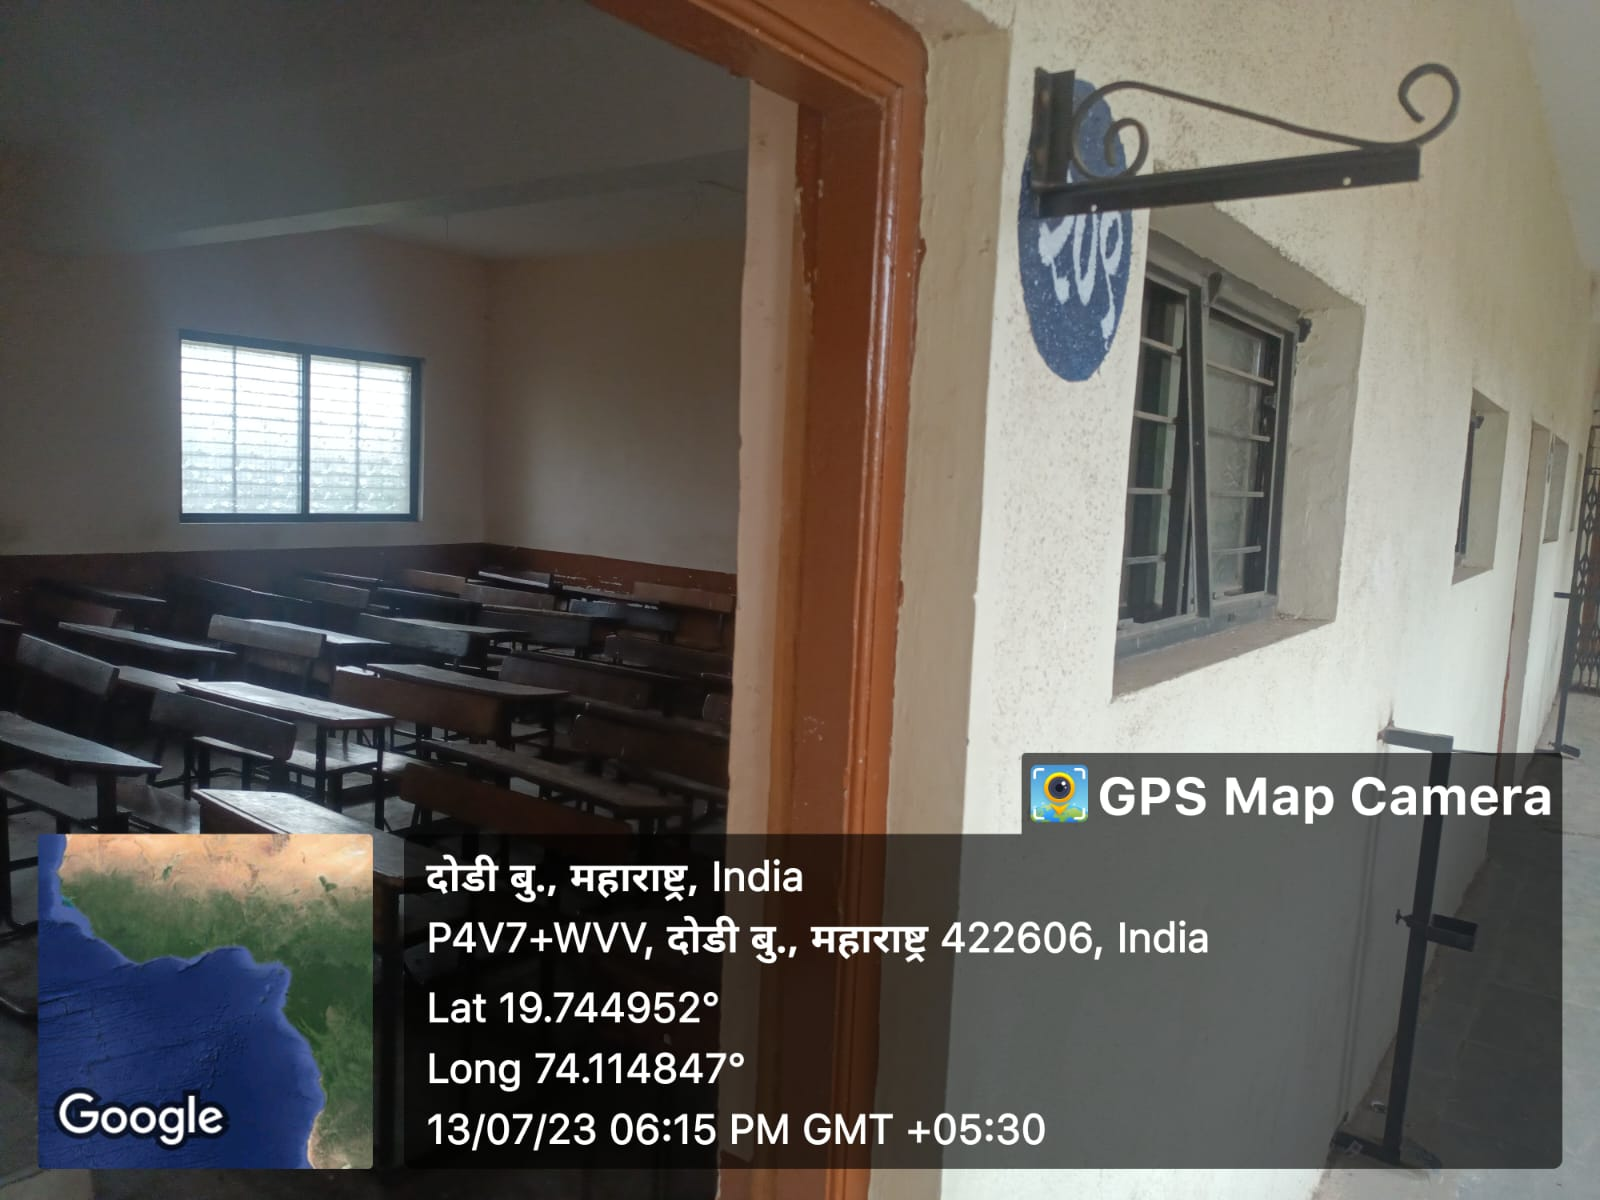 २०१
GPS Map Camera
दोडी बु., महाराष्ट्र, India
P4V7+WVV, दोडी बु., महाराष्ट्र 422606, India
Lat 19.744952°
Long 74.114847°
13/07/23 06:15 PM GMT +05:30
Google